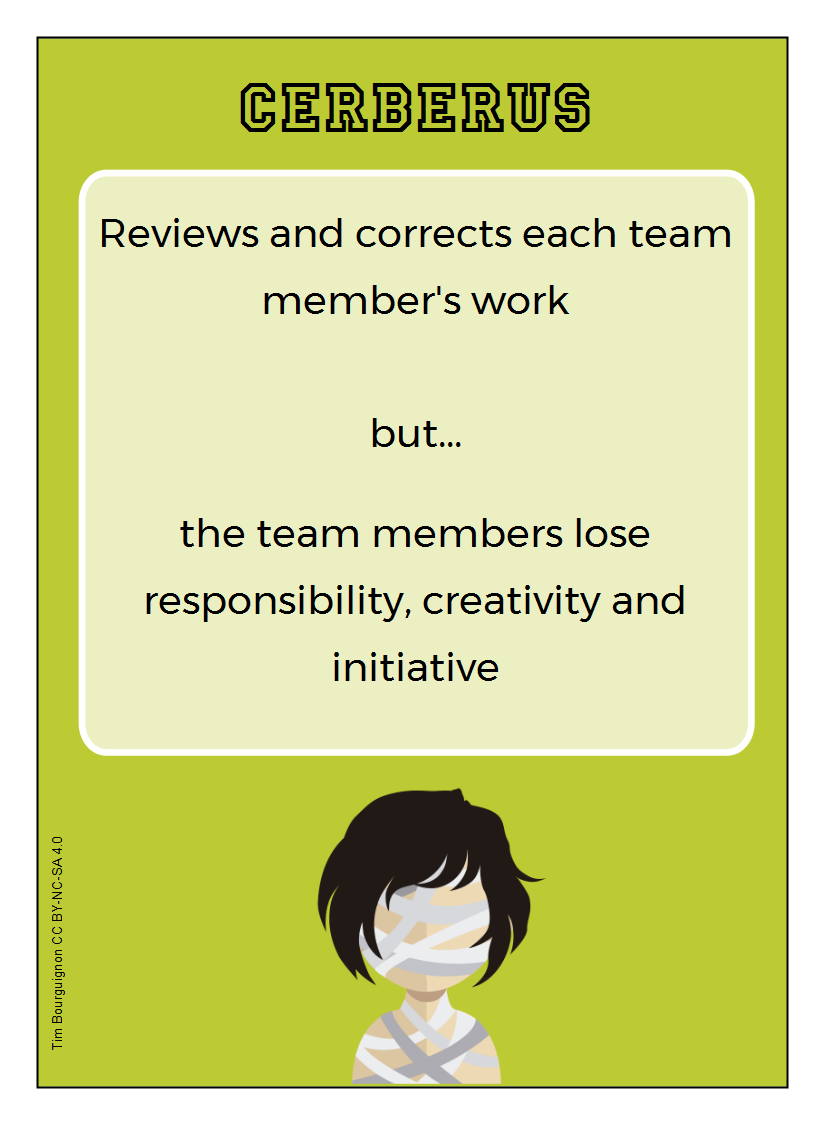 CERBERUS
Reviews and corrects each team
member's work
but...
the team members lose
responsibility, creativity and
initiative
Tim Bourguignon CC BY-NC-SA 4.0